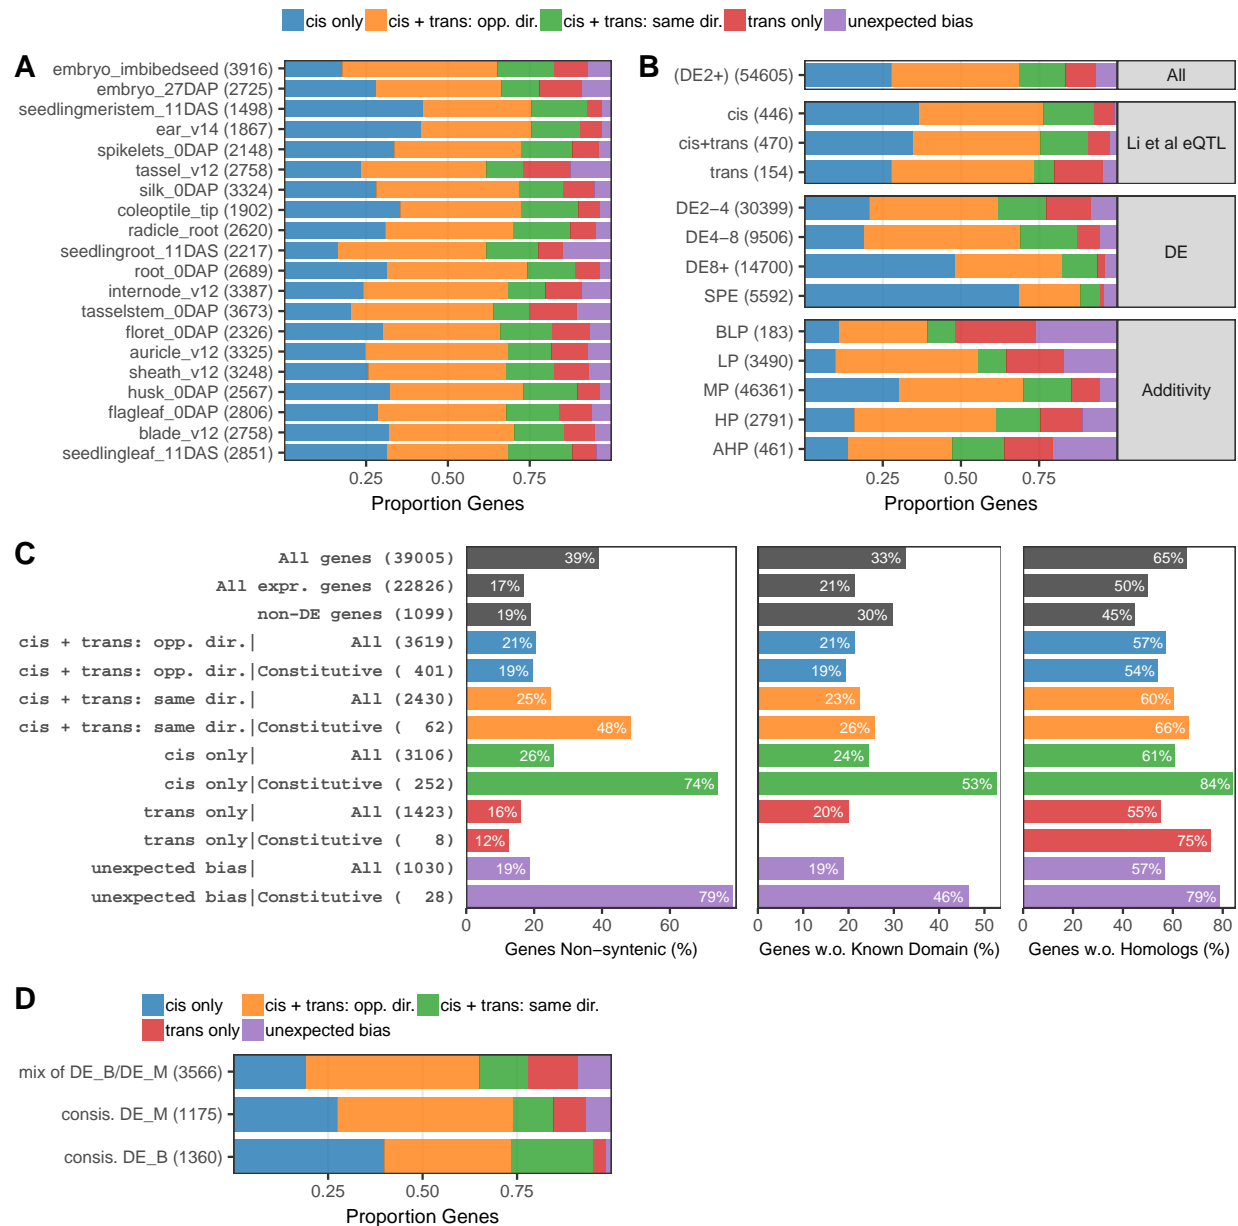 cis only cis + trans: opp. dir. cis + trans: same dir. trans only unexpected bias
A
embryo_imbibedseed (3916)
embryo_27DAP (2725)
seedlingmeristem_11DAS (1498)
ear_v14 (1867)
spikelets_0DAP (2148)
tassel_v12 (2758)
silk_0DAP (3324)
coleoptile_tip (1902)
radicle_root (2620)
seedlingroot_11DAS (2217)
root_0DAP (2689)
internode_v12 (3387)
tasselstem_0DAP (3673)
floret_0DAP (2326)
auricle_v12 (3325)
sheath_v12 (3248)
husk_0DAP (2567)
flagleaf_0DAP (2806)
blade_v12 (2758)
seedlingleaf_11DAS (2851)
0.25 0.50 0.75
Proportion Genes
B
(DE2+) (54605) All
cis (446)
cis+trans (470) Li et al eQTL
trans (154)
DE2−4 (30399)
DE4−8 (9506) DE
DE8+ (14700)
SPE (5592)
BLP (183)
LP (3490)
MP (46361) Additivity
HP (2791)
AHP (461)
0.25 0.50 0.75
Proportion Genes
C
All genes (39005) 39% 33% 65%
All expr. genes (22826) 17% 21% 50%
non-DE genes (1099) 19% 30% 45%
cis + trans: opp. dir.| All (3619) 21% 21% 57%
cis + trans: opp. dir.|Constitutive ( 401) 19% 19% 54%
cis + trans: same dir.| All (2430) 25% 23% 60%
cis + trans: same dir.|Constitutive ( 62) 48% 26% 66%
cis only| All (3106) 26% 24% 61%
cis only|Constitutive ( 252) 74% 53% 84%
trans only| All (1423) 16% 20% 55%
trans only|Constitutive ( 8) 12% 75%
unexpected bias| All (1030) 19% 19% 57%
unexpected bias|Constitutive ( 28) 79% 46% 79%
0 20 40 60 0 10 20 30 40 50 0 20 40 60 80
Genes Non−syntenic (%) Genes w.o. Known Domain (%) Genes w.o. Homologs (%)
D
cis only cis + trans: opp. dir. cis + trans: same dir.
trans only unexpected bias
mix of DE_B/DE_M (3566)
consis. DE_M (1175)
consis. DE_B (1360)
0.25 0.50 0.75
Proportion Genes